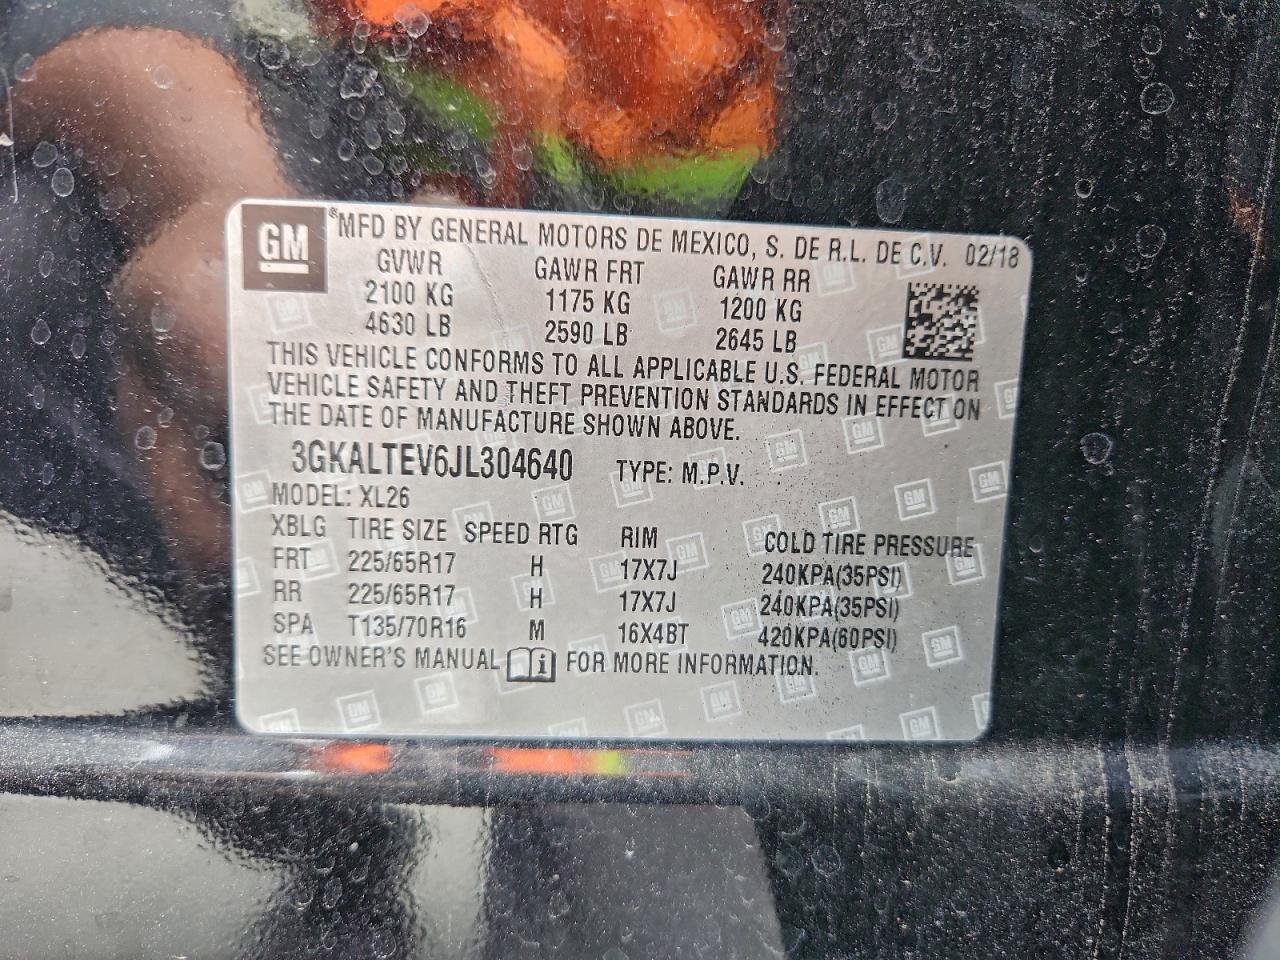 GM ®MFD BY GENERAL MOTORS DE MEXICO, S. DE R.L. DE C.V. 02/18
GVWR GAWR FRT GAWR RR
2100 KG 1175 KG 1200 KG
4630 LB 2590 LB 2645 LB
THIS VEHICLE CONFORMS TO ALL APPLICABLE U.S. FEDERAL MOTOR
VEHICLE SAFETY AND THEFT PREVENTION STANDARDS IN EFFECT ON
THE DATE OF MANUFACTURE SHOWN ABOVE.
3GKALTEV6JL304640 TYPE: M.P.V.
MODEL: XL26
XBLG TIRE SIZE SPEED RTG RIM COLD TIRE PRESSURE
FRT 225/65R17 H 17X7J 240KPA(35PSI)
RR 225/65R17 H 17X7J 240KPA(35PSI)
SPA T135/70R16 M 16X4BT 420KPA(60PSI)
SEE OWNER'S MANUAL i FOR MORE INFORMATION.